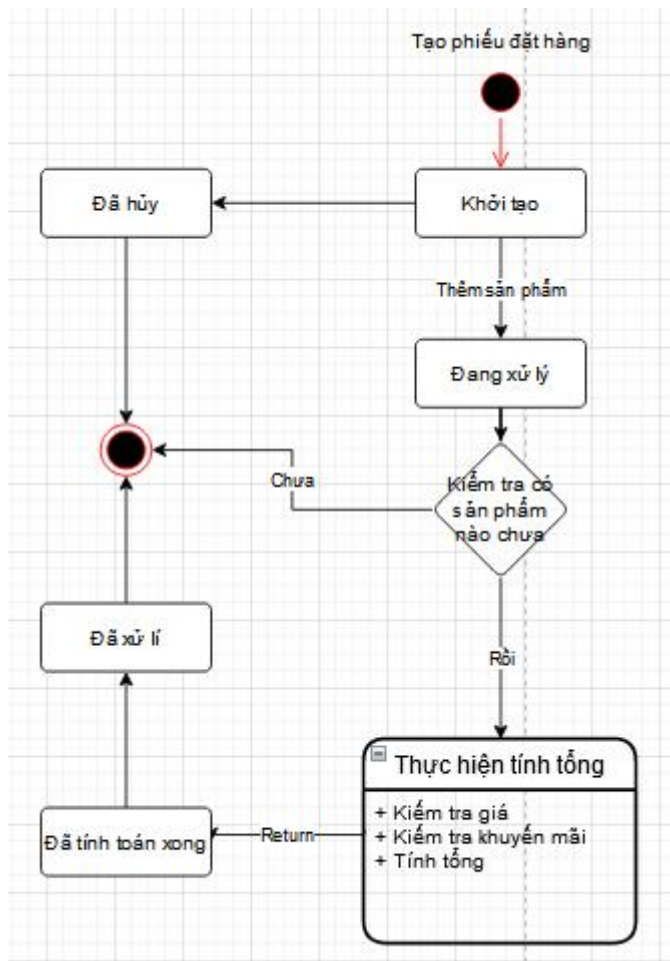 Tạo phiếu đặt hàng
Đã hủy
Khởi tạo
Thêm sản phẩm
Đang xử lý
Chưa
Kiểm tra có
sản phẩm
nào chưa
Đã xử lí
Rồi
Thực hiện tính tổng
+ Kiểm tra giá
+ Kiểm tra khuyến mãi
+ Tính tổng
Return
Đã tính toán xong